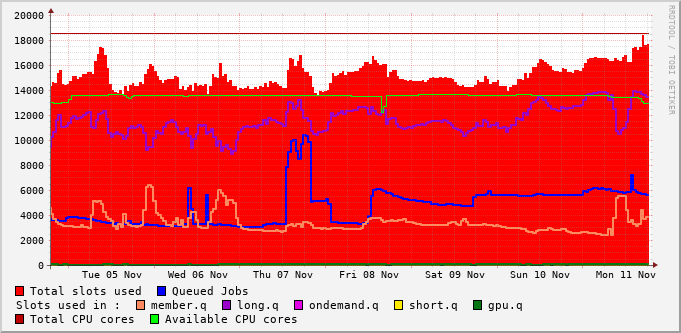 RRDTOOL / TOBI OETIKER
20000
18000
16000
14000
12000
10000
8000
6000
4000
2000
0
Tue 05 Nov Wed 06 Nov Thu 07 Nov Fri 08 Nov Sat 09 Nov Sun 10 Nov Mon 11 Nov
Total slots used Queued Jobs
Slots used in : member.q long.q ondemand.q short.q gpu.q
Total CPU cores Available CPU cores